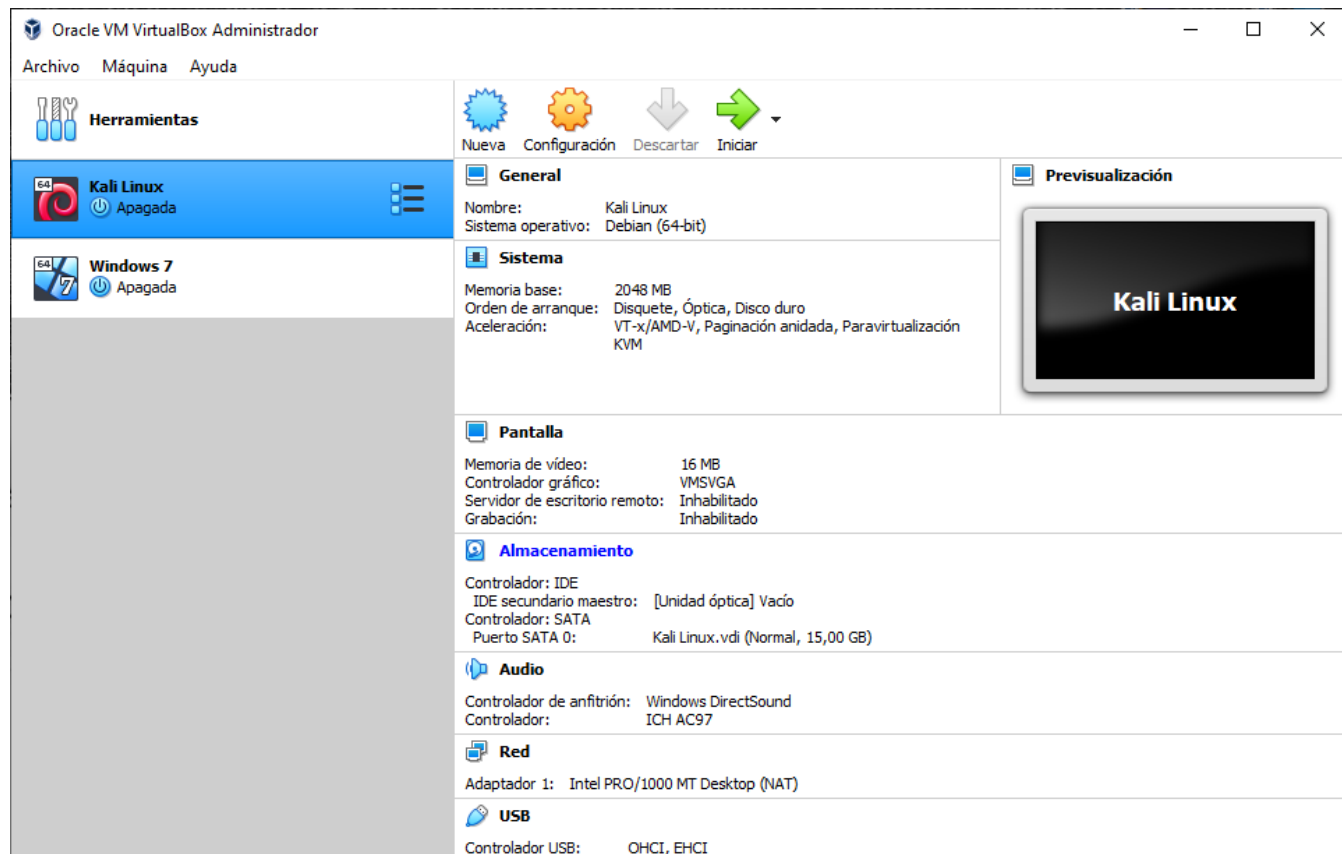 Oracle VM VirtualBox Administrador
Archivo Máquina Ayuda
Herramientas
64 Kali Linux
Apagada
64 Windows 7
Apagada
Nueva Configuración Descartar Iniciar
General
Nombre: Kali Linux
Sistema operativo: Debian (64-bit)
Sistema
Memoria base: 2048 MB
Orden de arranque: Disquete, Óptica, Disco duro
Aceleración: VT-x/AMD-V, Paginación anidada, Paravirtualización
KVM
Previsualización
Kali Linux
Pantalla
Memoria de vídeo: 16 MB
Controlador gráfico: VMSVGA
Servidor de escritorio remoto: Inhabilitado
Grabación: Inhabilitado
Almacenamiento
Controlador: IDE
IDE secundario maestro: [Unidad óptica] Vacío
Controlador: SATA
Puerto SATA 0: Kali Linux.vdi (Normal, 15,00 GB)
Audio
Controlador de anfitrión: Windows DirectSound
Controlador: ICH AC97
Red
Adaptador 1: Intel PRO/1000 MT Desktop (NAT)
USB
Controlador USB: OHCI, EHCI